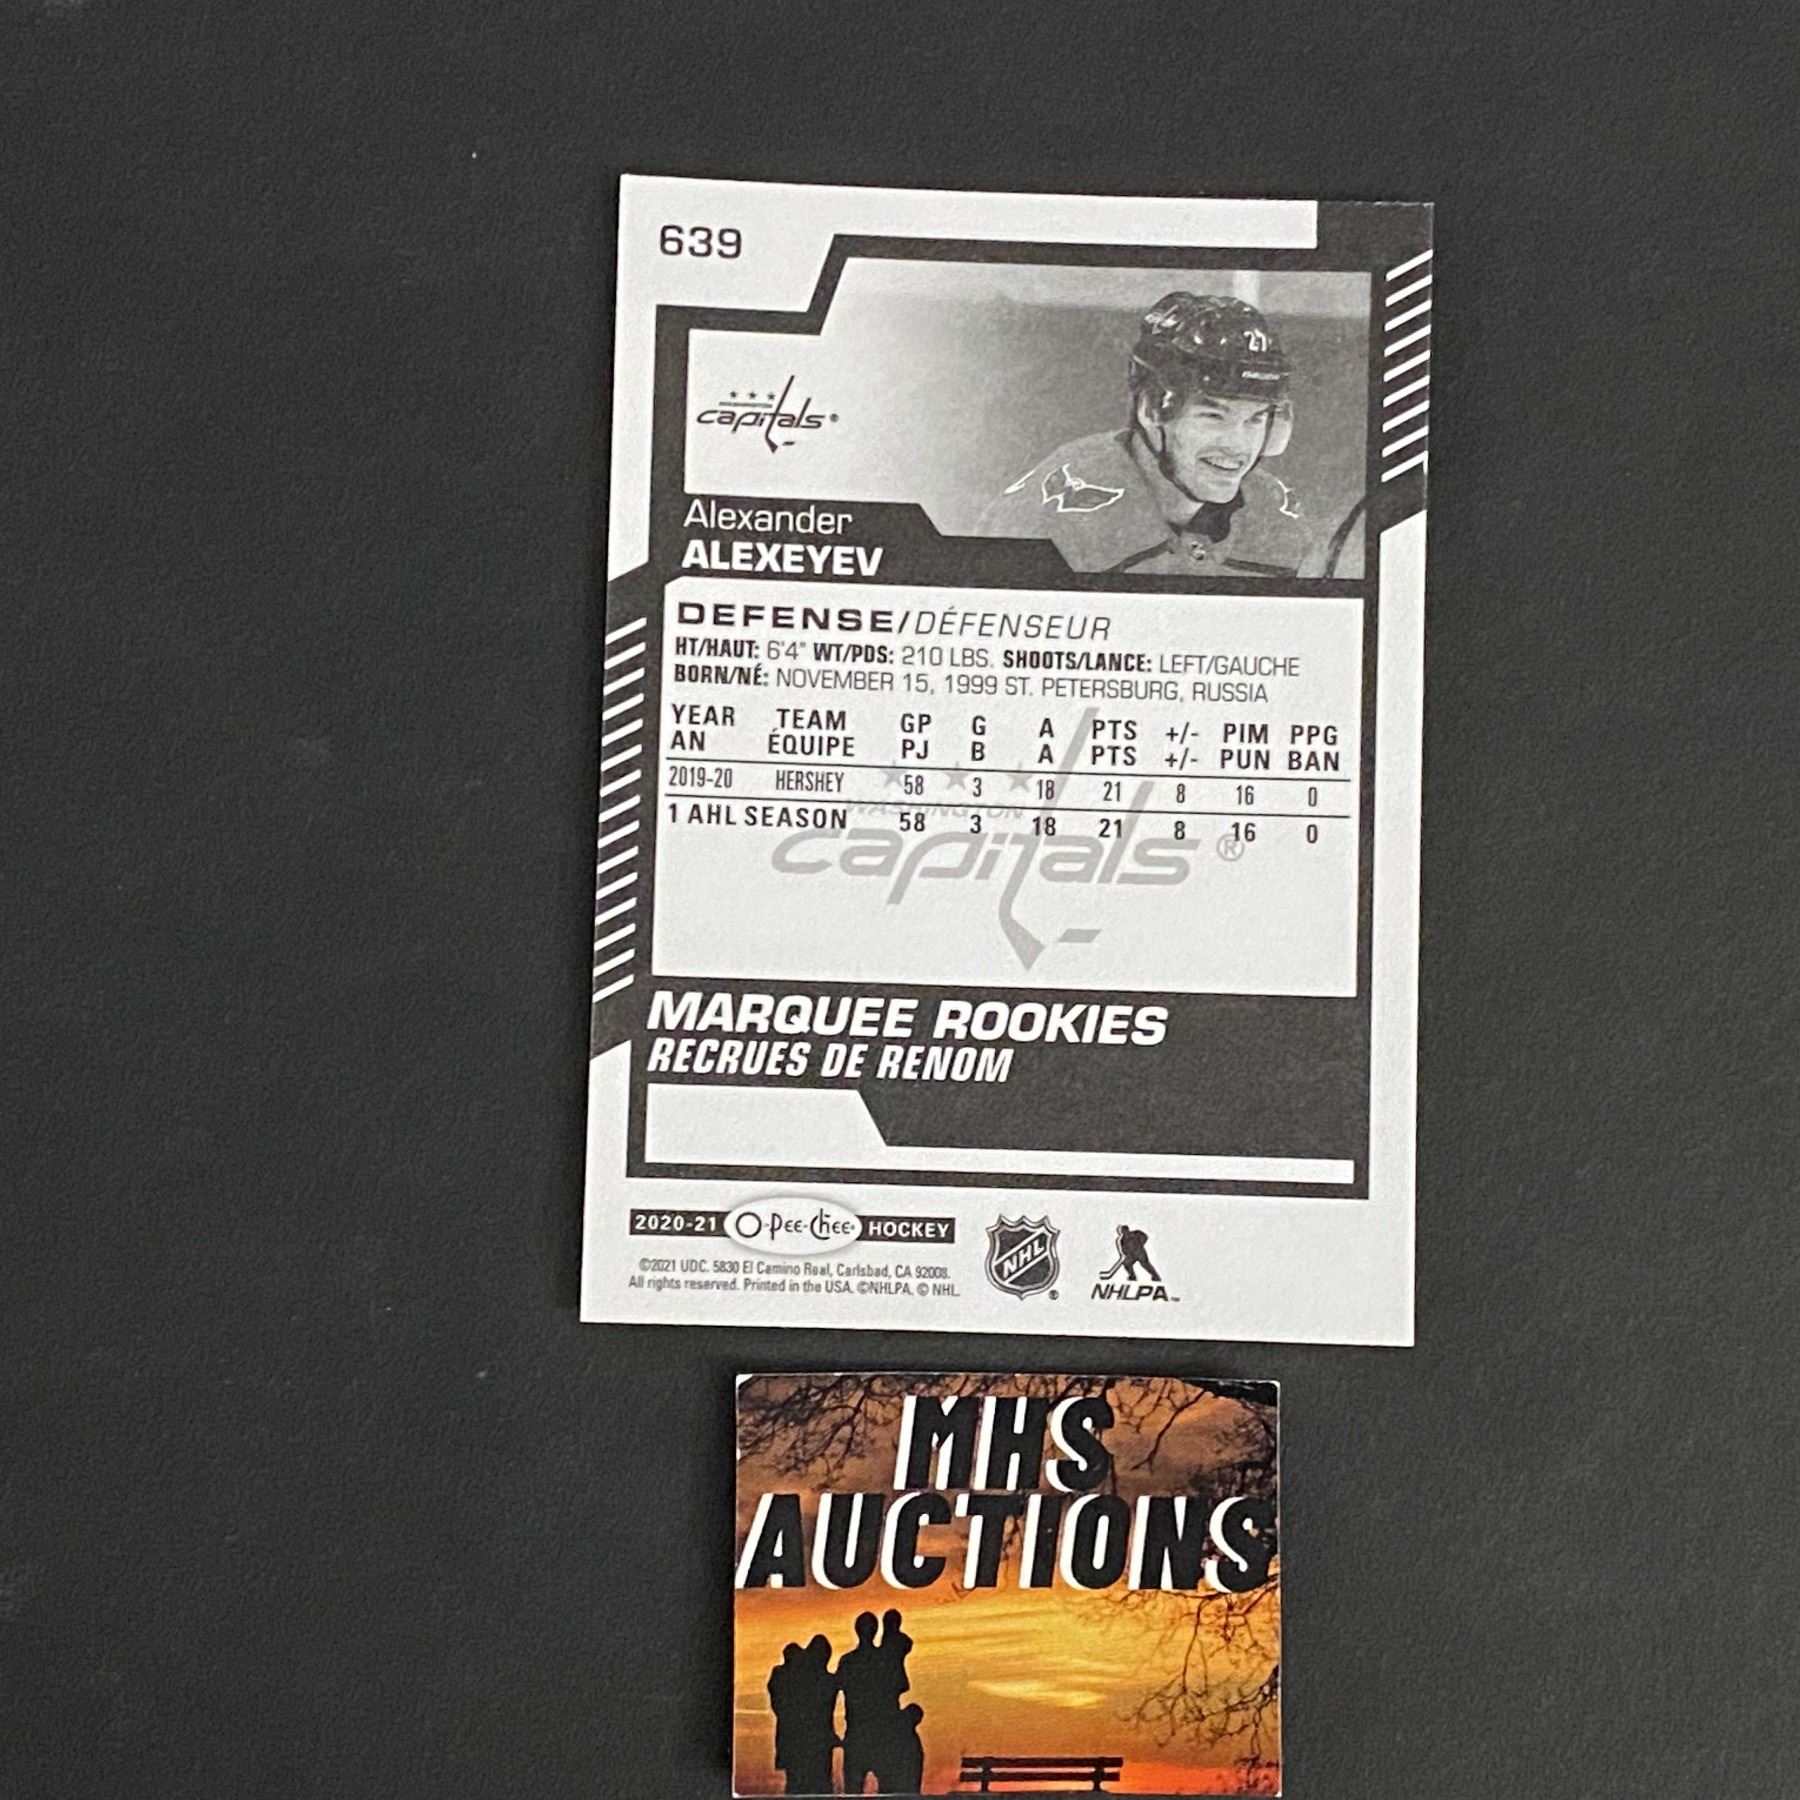 639
21
capitals
Alexander
ALEXEYEV
DEFENSE/DÉFENSEUR
HT/HAUT: 6'4" WT/PDS: 210 LBS. SHOOTS/LANCE: LEFT/GAUCHE
BORN/NÉ: NOVEMBER 15, 1999 ST. PETERSBURG, RUSSIA
YEAR TEAM GP G A PTS +/- PIM PPG
AN ÉQUIPE PJ B A PTS +/- PUN BAN
2019-20 HERSHEY 58 3 18 21 8 16 0
1 AHL SEASON 58 3 18 21 8 16 0
WASHINGTON
capitals®
MARQUEE ROOKIES
RECRUES DE RENOM
2020-21 O-Pee-Chee HOCKEY
©2021 UDC. 5830 El Camino Real, Carlsbad, CA 92008.
All rights reserved. Printed in the USA. ©NHLPA. © NHL.
NHL
NHLPA™
MHS
AUCTIONS